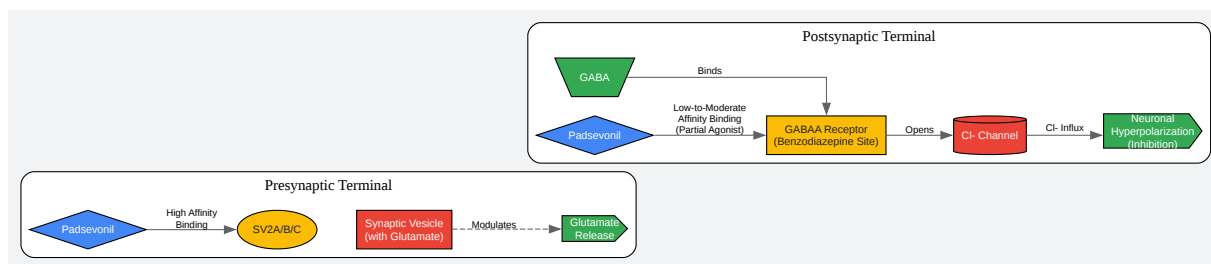 Postsynaptic Terminal
GABA
Binds
Padsevonil
Low-to-Moderate
Affinity Binding
(Partial Agonist)
GABAA Receptor
(Benzodiazepine Site)
Opens
Cl- Channel
Cl- Influx
Neuronal
Hyperpolarization
(Inhibition)
Presynaptic Terminal
Padsevonil
High Affinity
Binding
SV2A/B/C
Synaptic Vesicle
(with Glutamate)
Modulates
Glutamate
Release